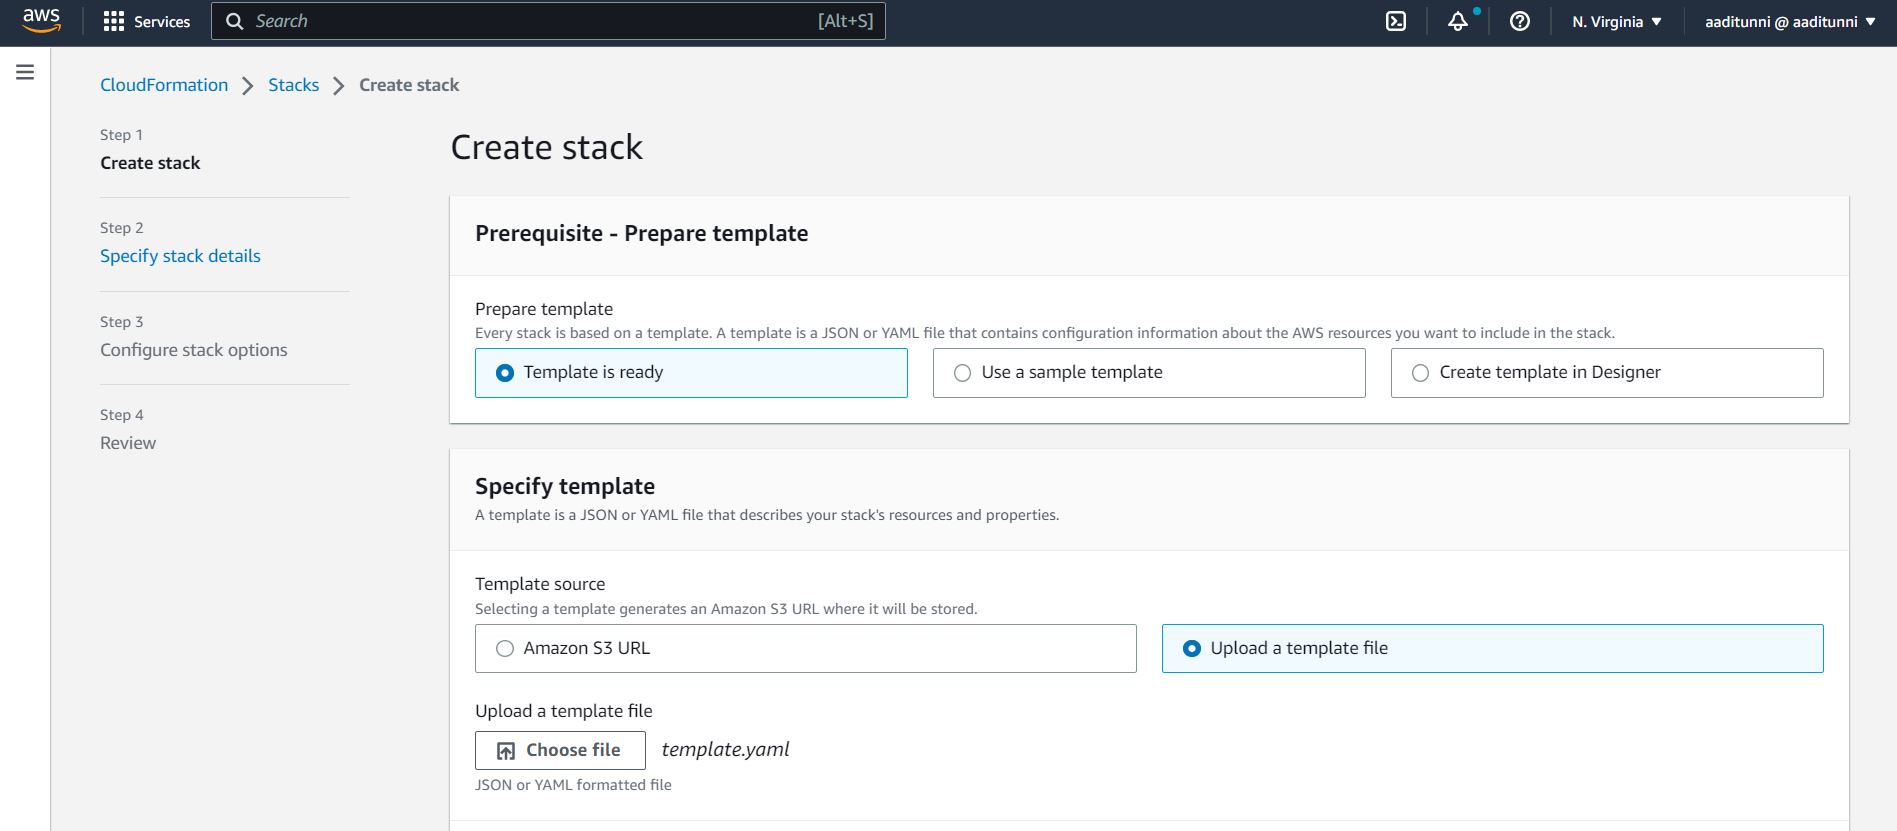 aws Services Search [Alt+S] N. Virginia ▼ aaditunni @ aaditunni ▼
CloudFormation > Stacks > Create stack
Step 1
Create stack
Step 2
Specify stack details
Step 3
Configure stack options
Step 4
Review
Create stack
Prerequisite - Prepare template
Prepare template
Every stack is based on a template. A template is a JSON or YAML file that contains configuration information about the AWS resources you want to include in the stack.
Template is ready
Use a sample template
Create template in Designer
Specify template
A template is a JSON or YAML file that describes your stack's resources and properties.
Template source
Selecting a template generates an Amazon S3 URL where it will be stored.
Amazon S3 URL
Upload a template file
Upload a template file
Choose file template.yaml
JSON or YAML formatted file